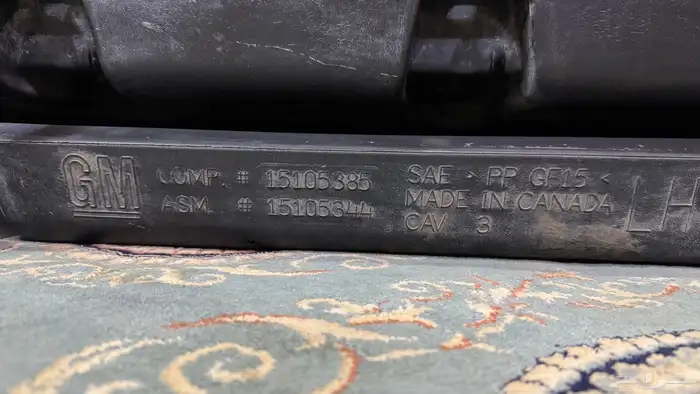 GM
COMP. # 15105385
ASM. # 15105344
SAE > PP GF15 <
MADE IN CANADA
CAV 3
LH